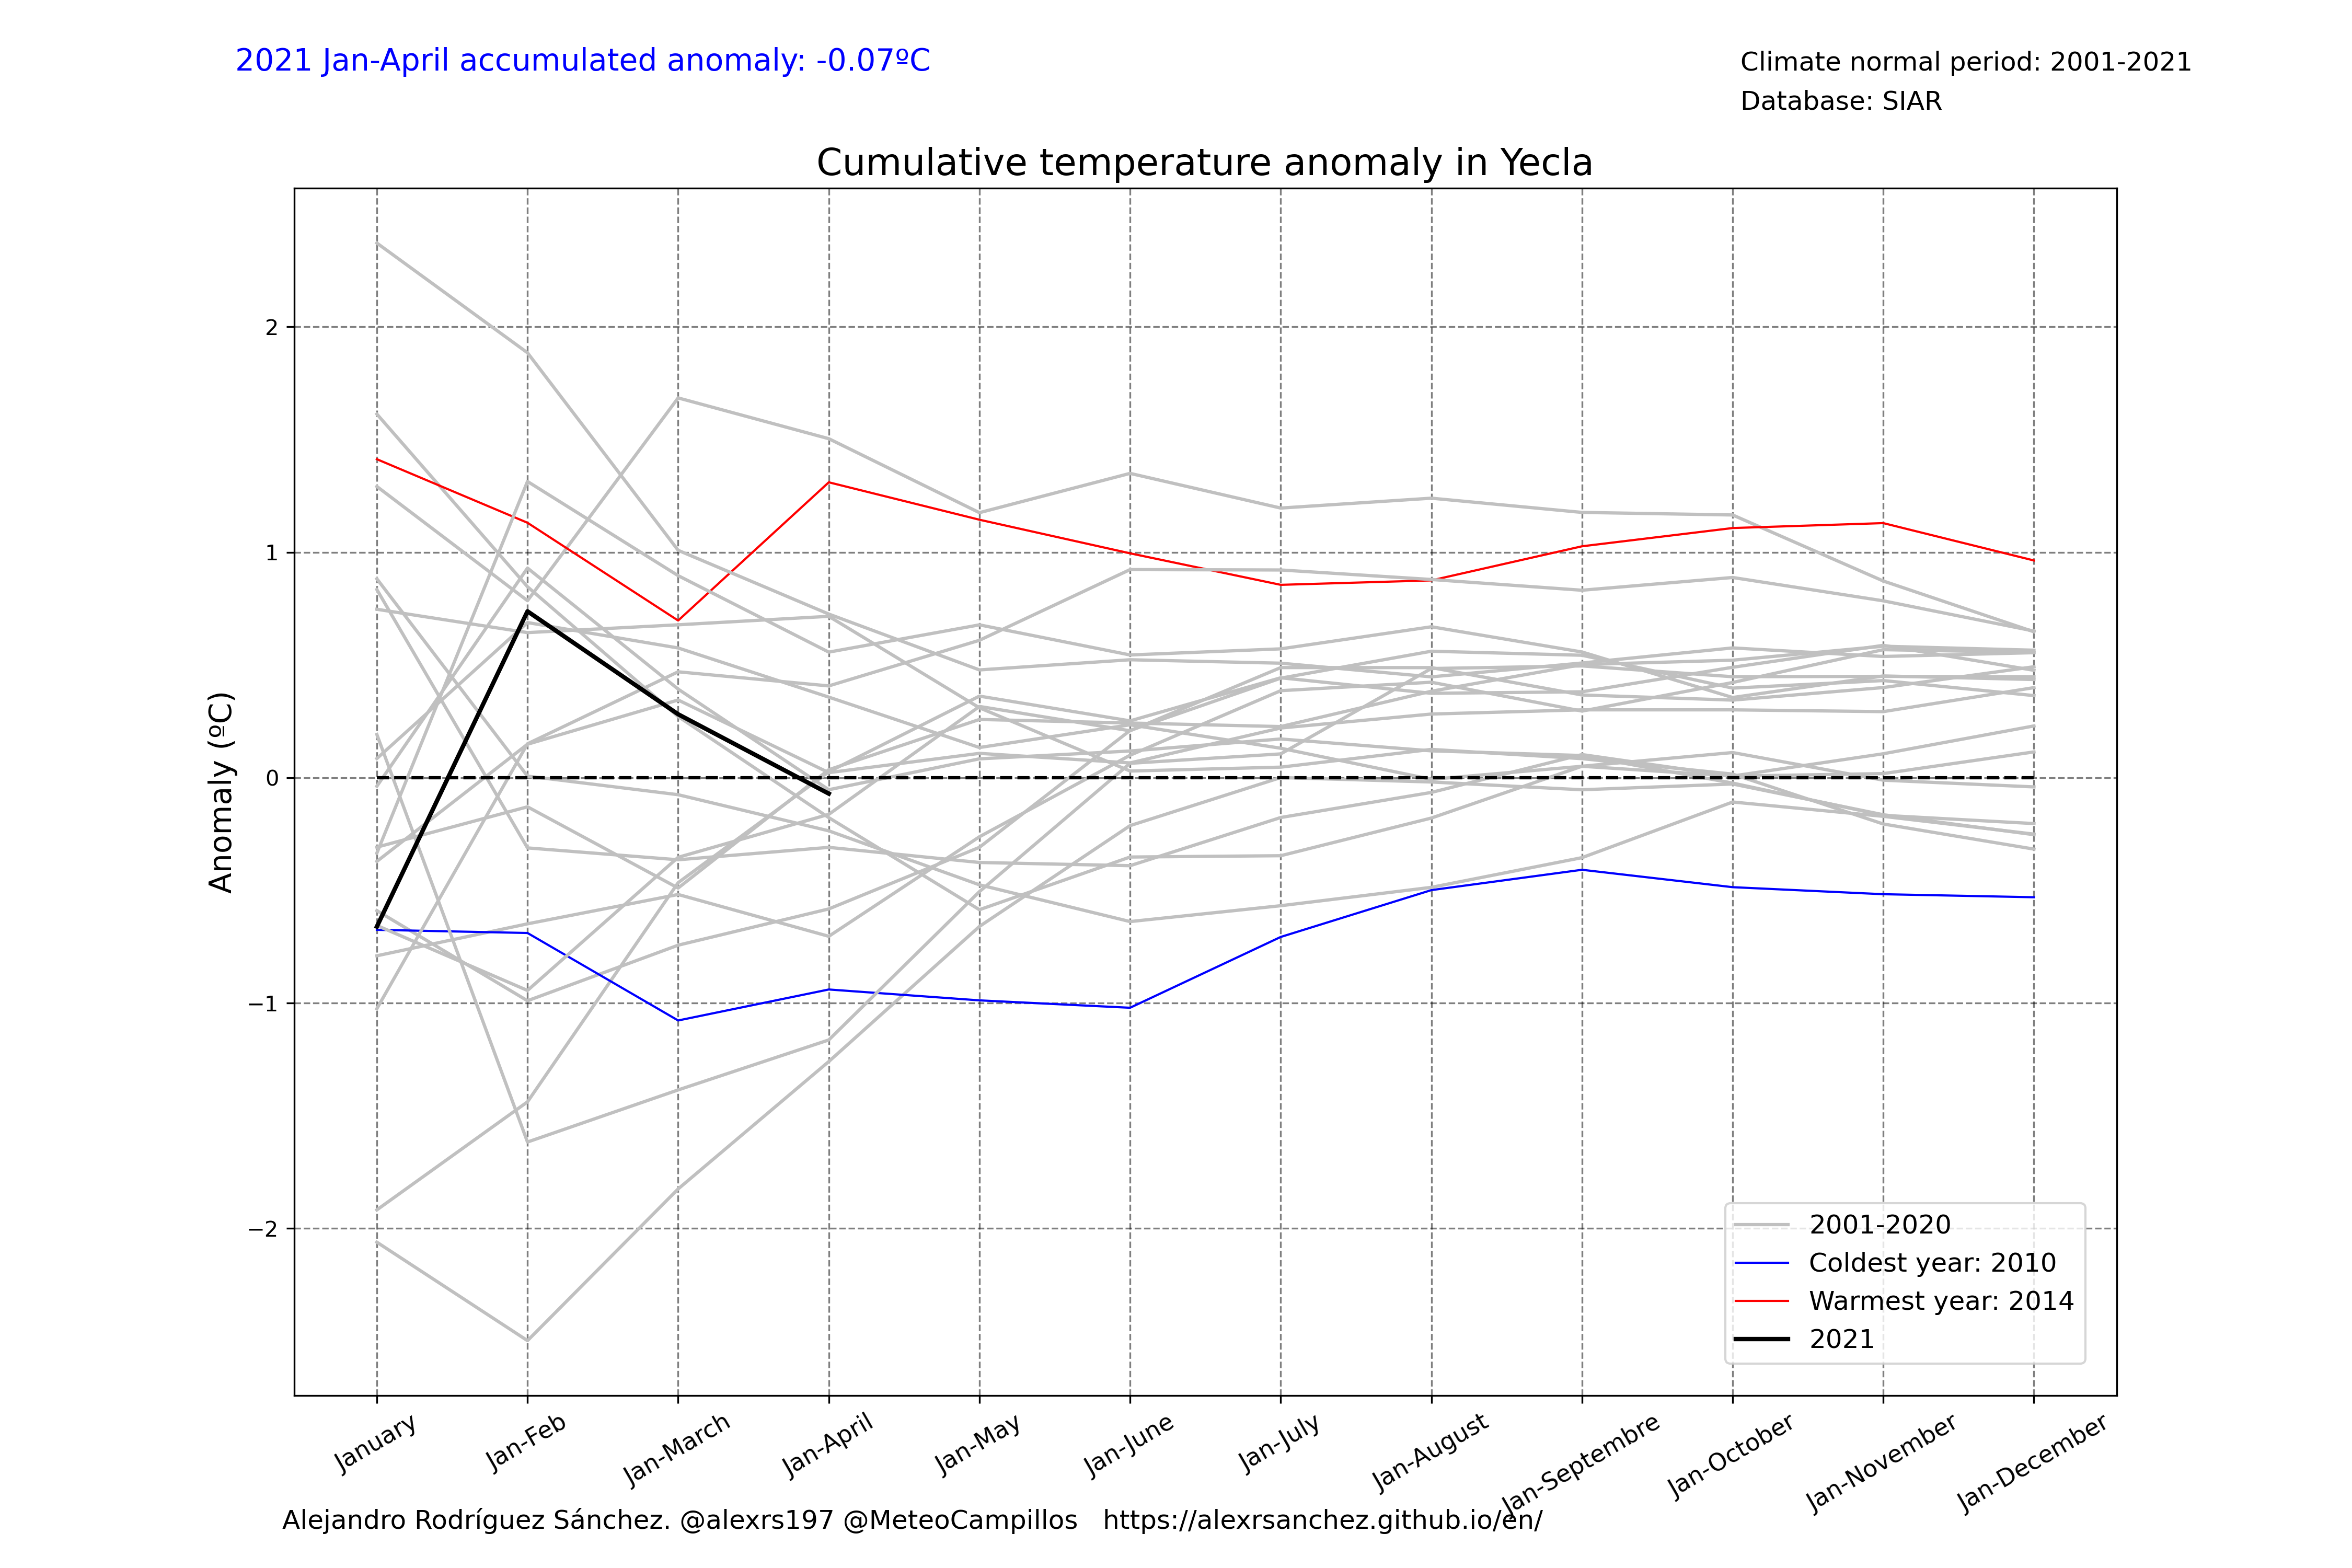 2021 Jan-April accumulated anomaly: -0.07ºC
Climate normal period: 2001-2021
Database: SIAR
Cumulative temperature anomaly in Yecla
Anomaly (ºC)
2
1
0
−1
−2
2001-2020
Coldest year: 2010
Warmest year: 2014
2021
January
Jan-Feb
Jan-March
Jan-April
Jan-May
Jan-June
Jan-July
Jan-August
Jan-Septembre
Jan-October
Jan-November
Jan-December
Alejandro Rodríguez Sánchez. @alexrs197 @MeteoCampillos https://alexrsanchez.github.io/en/